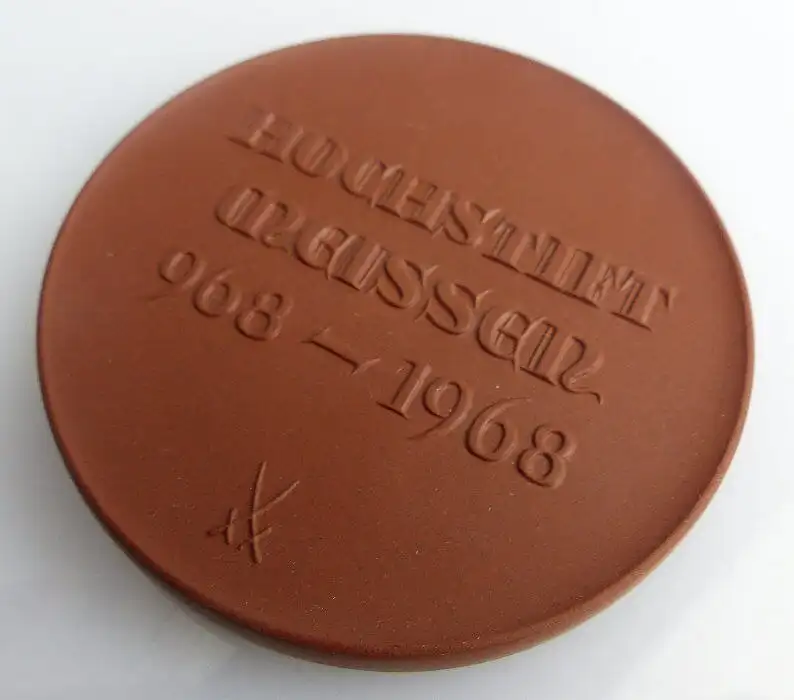 HOCHSTIFT
MEISSEN
968 – 1968